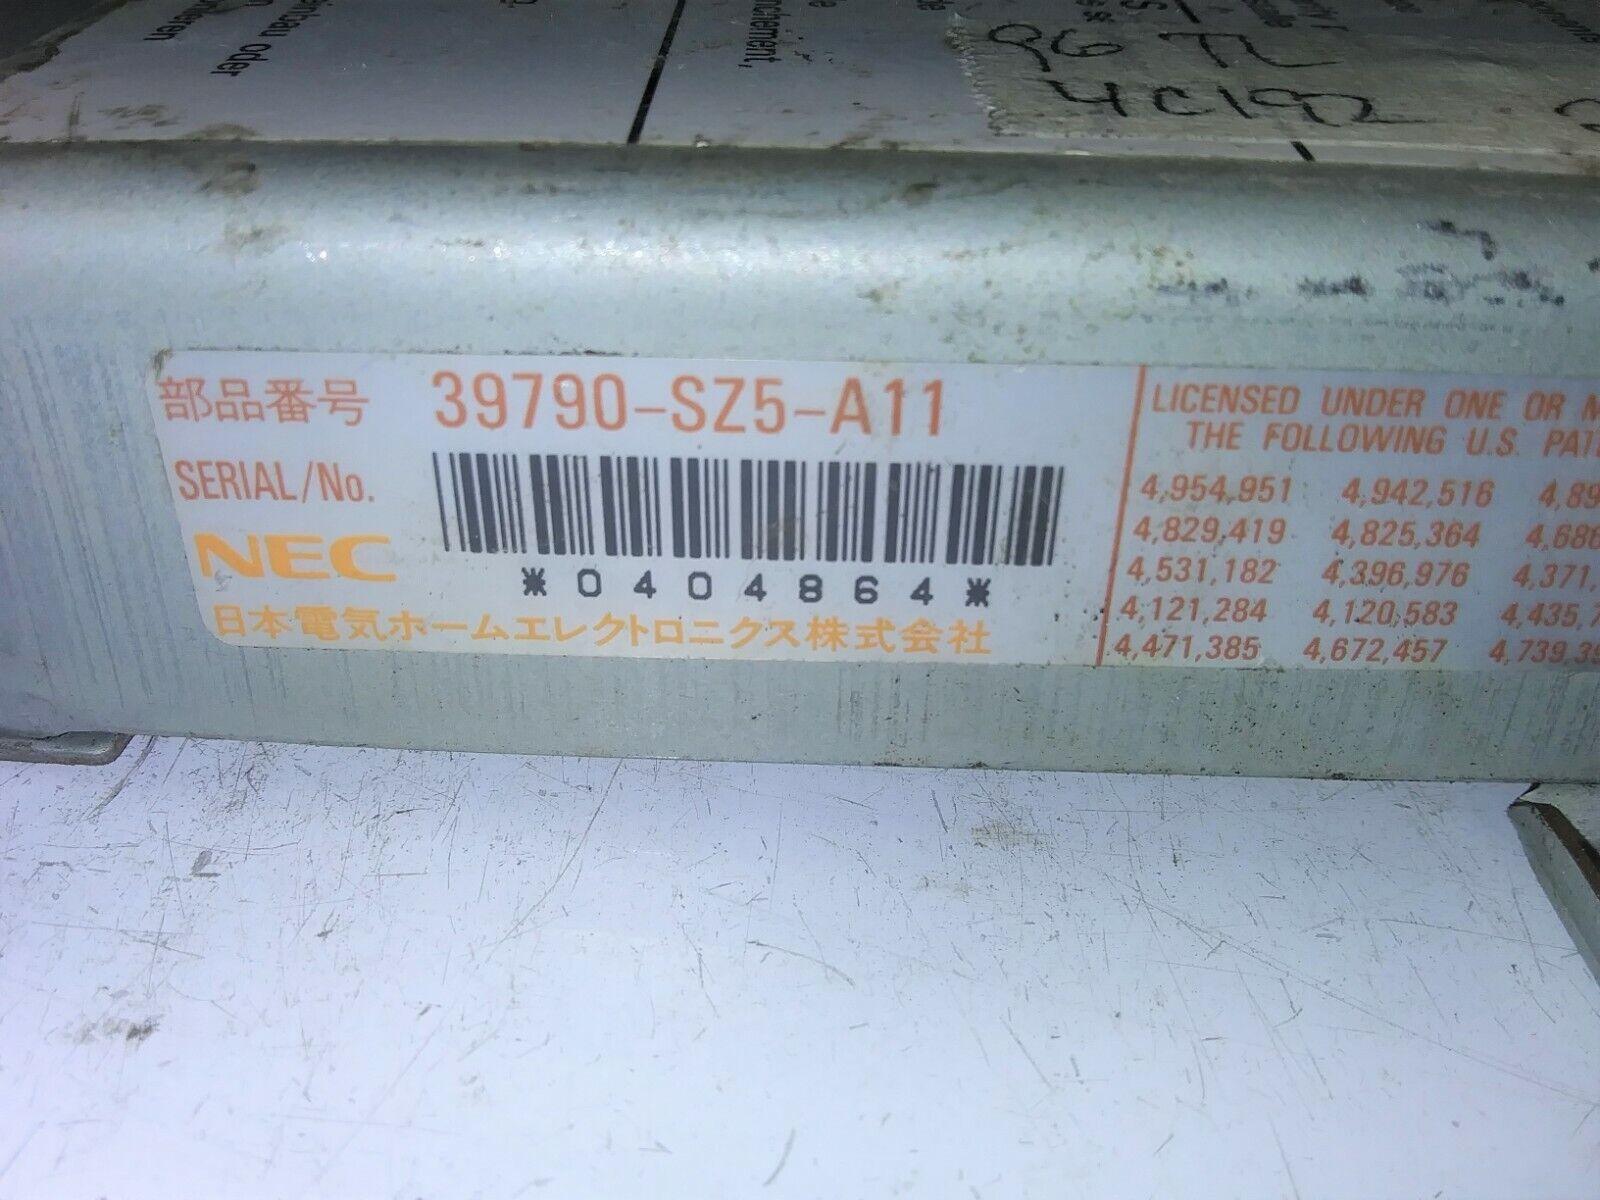 oder
96 TL
4C192
部品番号 39790-SZ5-A11
SERIAL/No.
*0404864*
NEC
日本電気ホームエレクトロニクス株式会社
LICENSED UNDER ONE OR
THE FOLLOWING U.S.
4,954,951 4,942,516
4,829,419 4,825,364
4,531,182 4,396,976
4,121,284 4,120,583
4,471,385 4,672,457